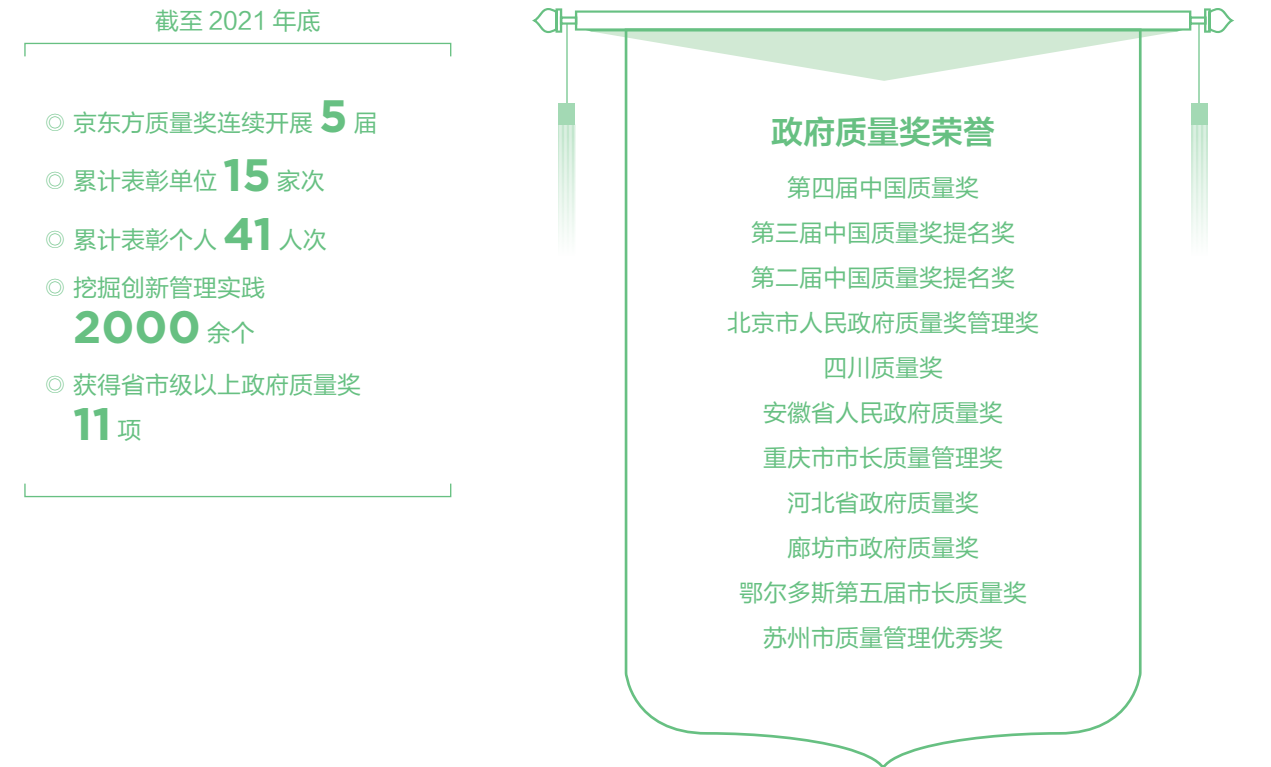 截至 2021 年底
◎ 京东方质量奖连续开展 5 届
◎ 累计表彰单位 15 家次
◎ 累计表彰个人 41 人次
◎ 挖掘创新管理实践
2000 余个
◎ 获得省市级以上政府质量奖
11 项
政府质量奖荣誉
第四届中国质量奖
第三届中国质量奖提名奖
第二届中国质量奖提名奖
北京市人民政府质量奖管理奖
四川质量奖
安徽省人民政府质量奖
重庆市市长质量管理奖
河北省政府质量奖
廊坊市政府质量奖
鄂尔多斯第五届市长质量奖
苏州市质量管理优秀奖